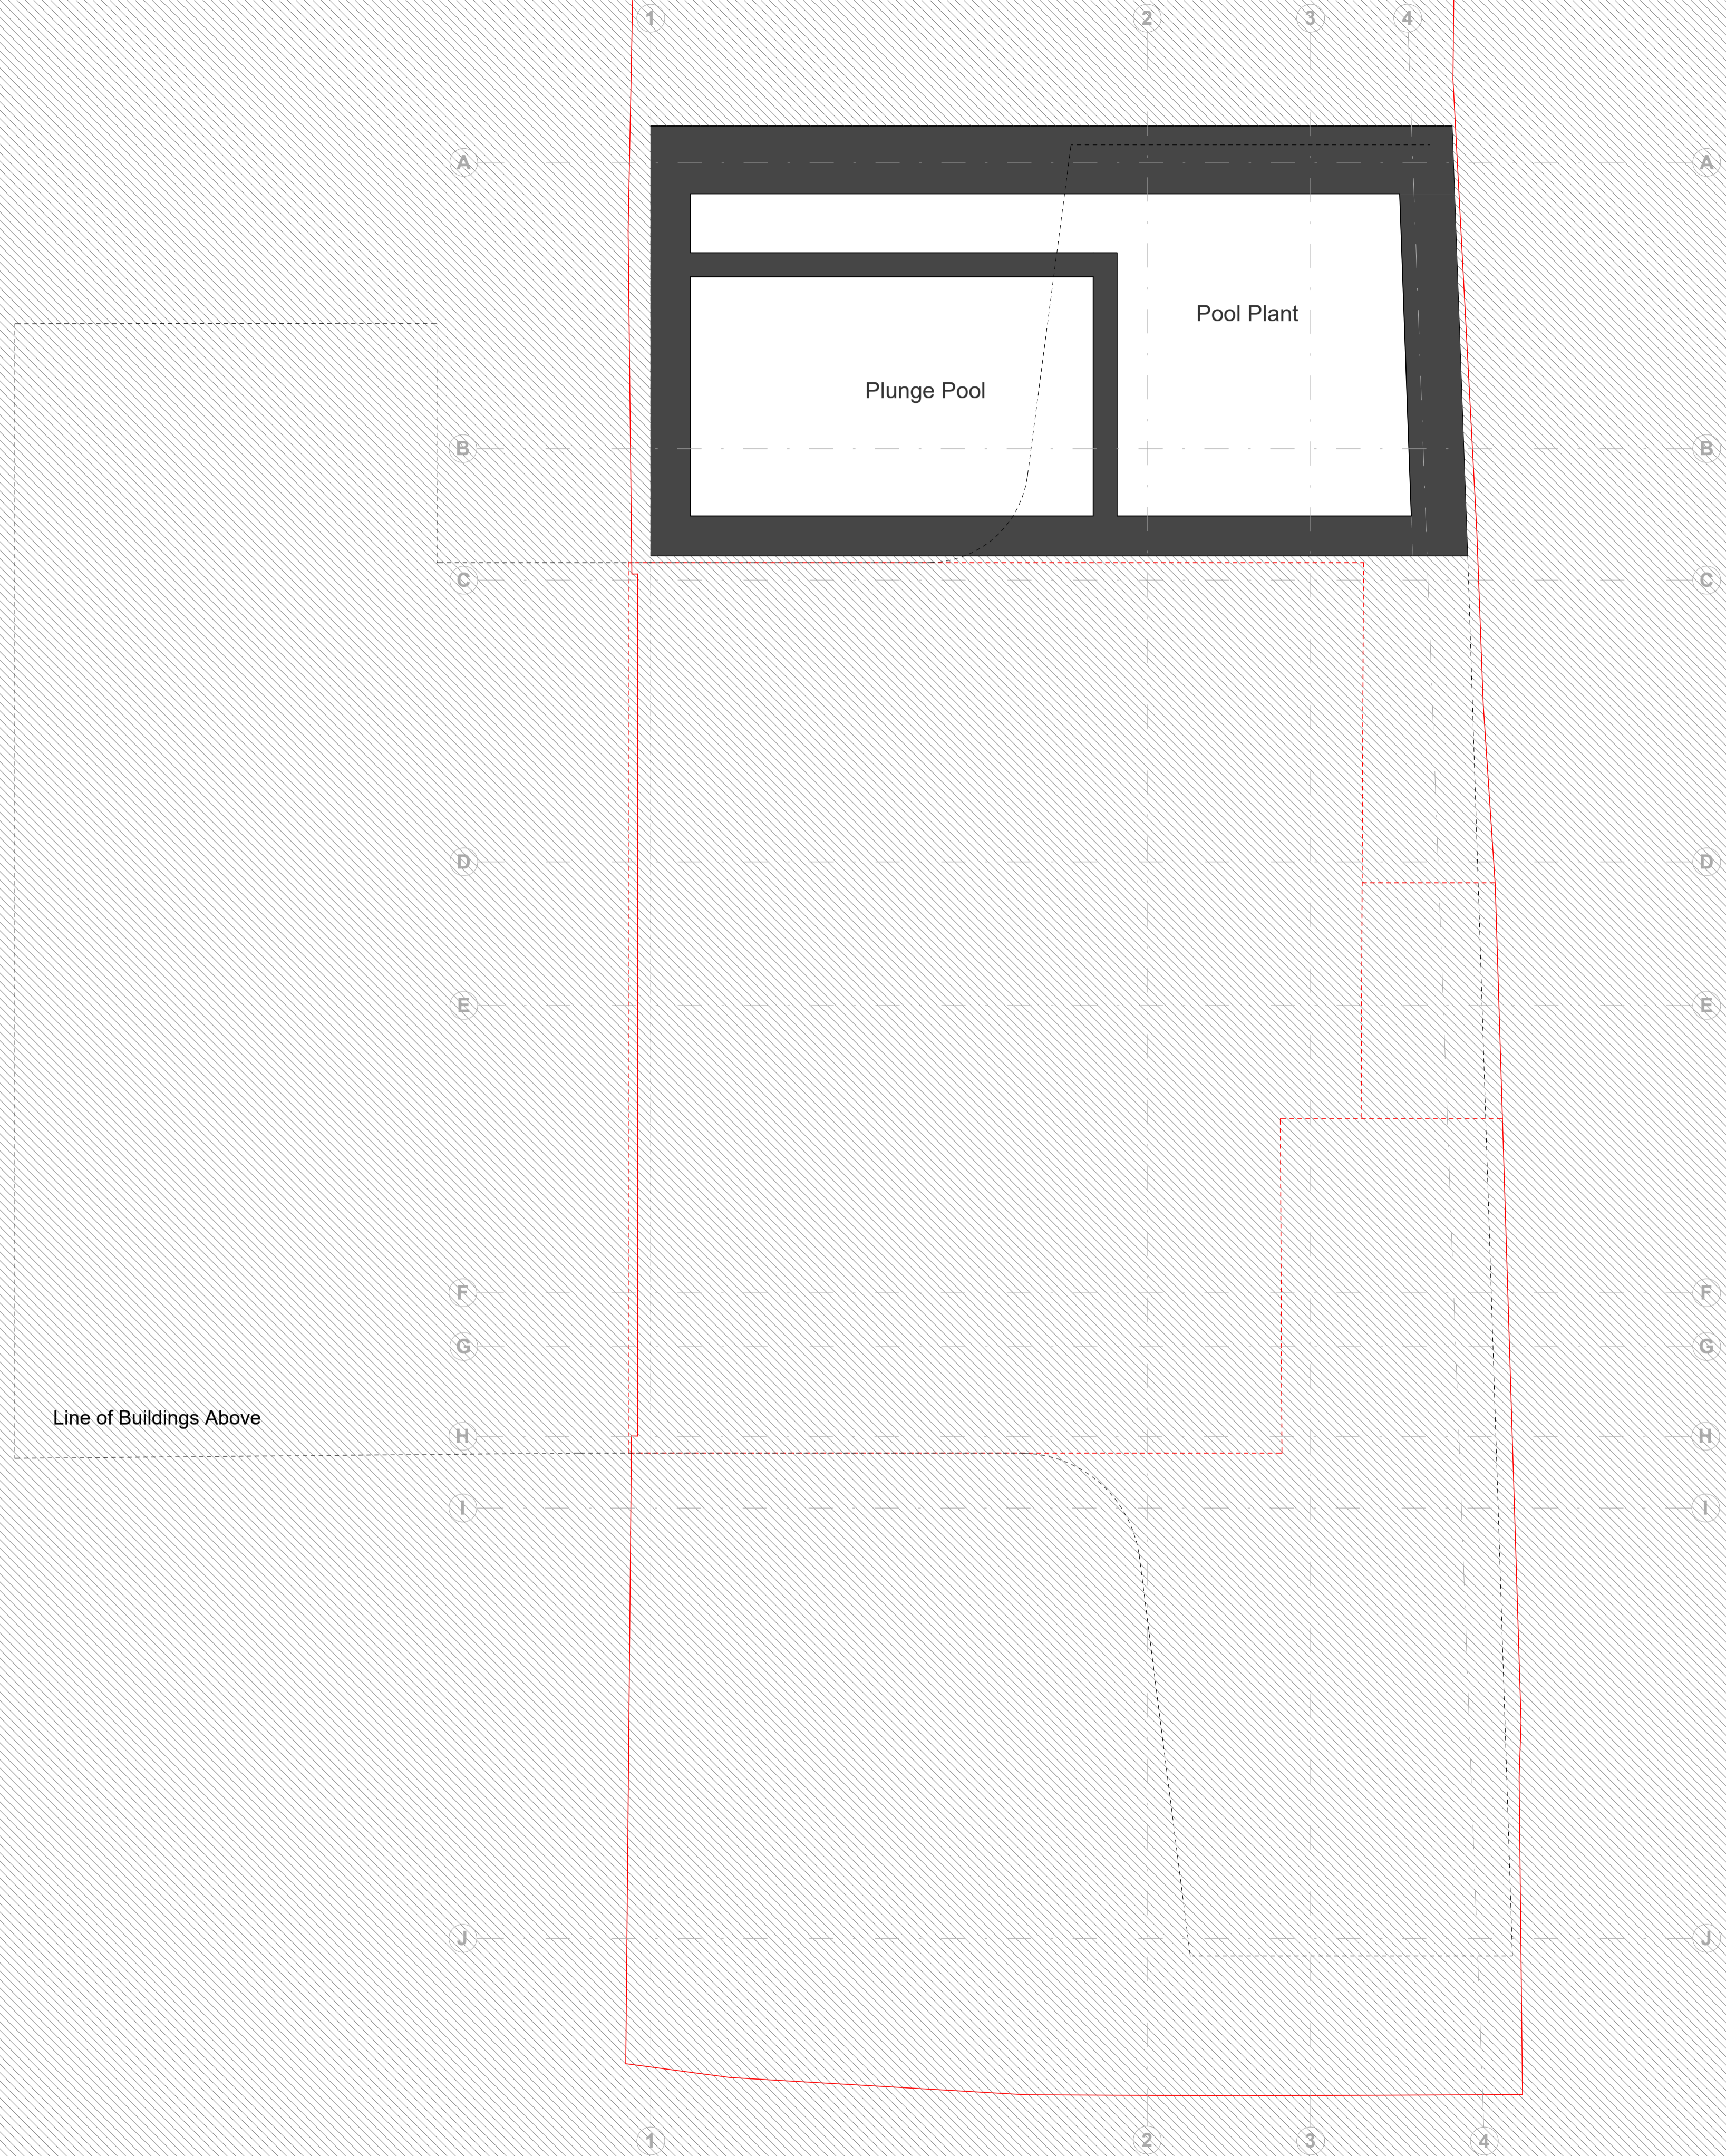 1 2 3 4
A A
Pool Plant
Plunge Pool
B B
C C
D D
E E
F F
G G
Line of Buildings Above
H H
I I
J J
1 2 3 4